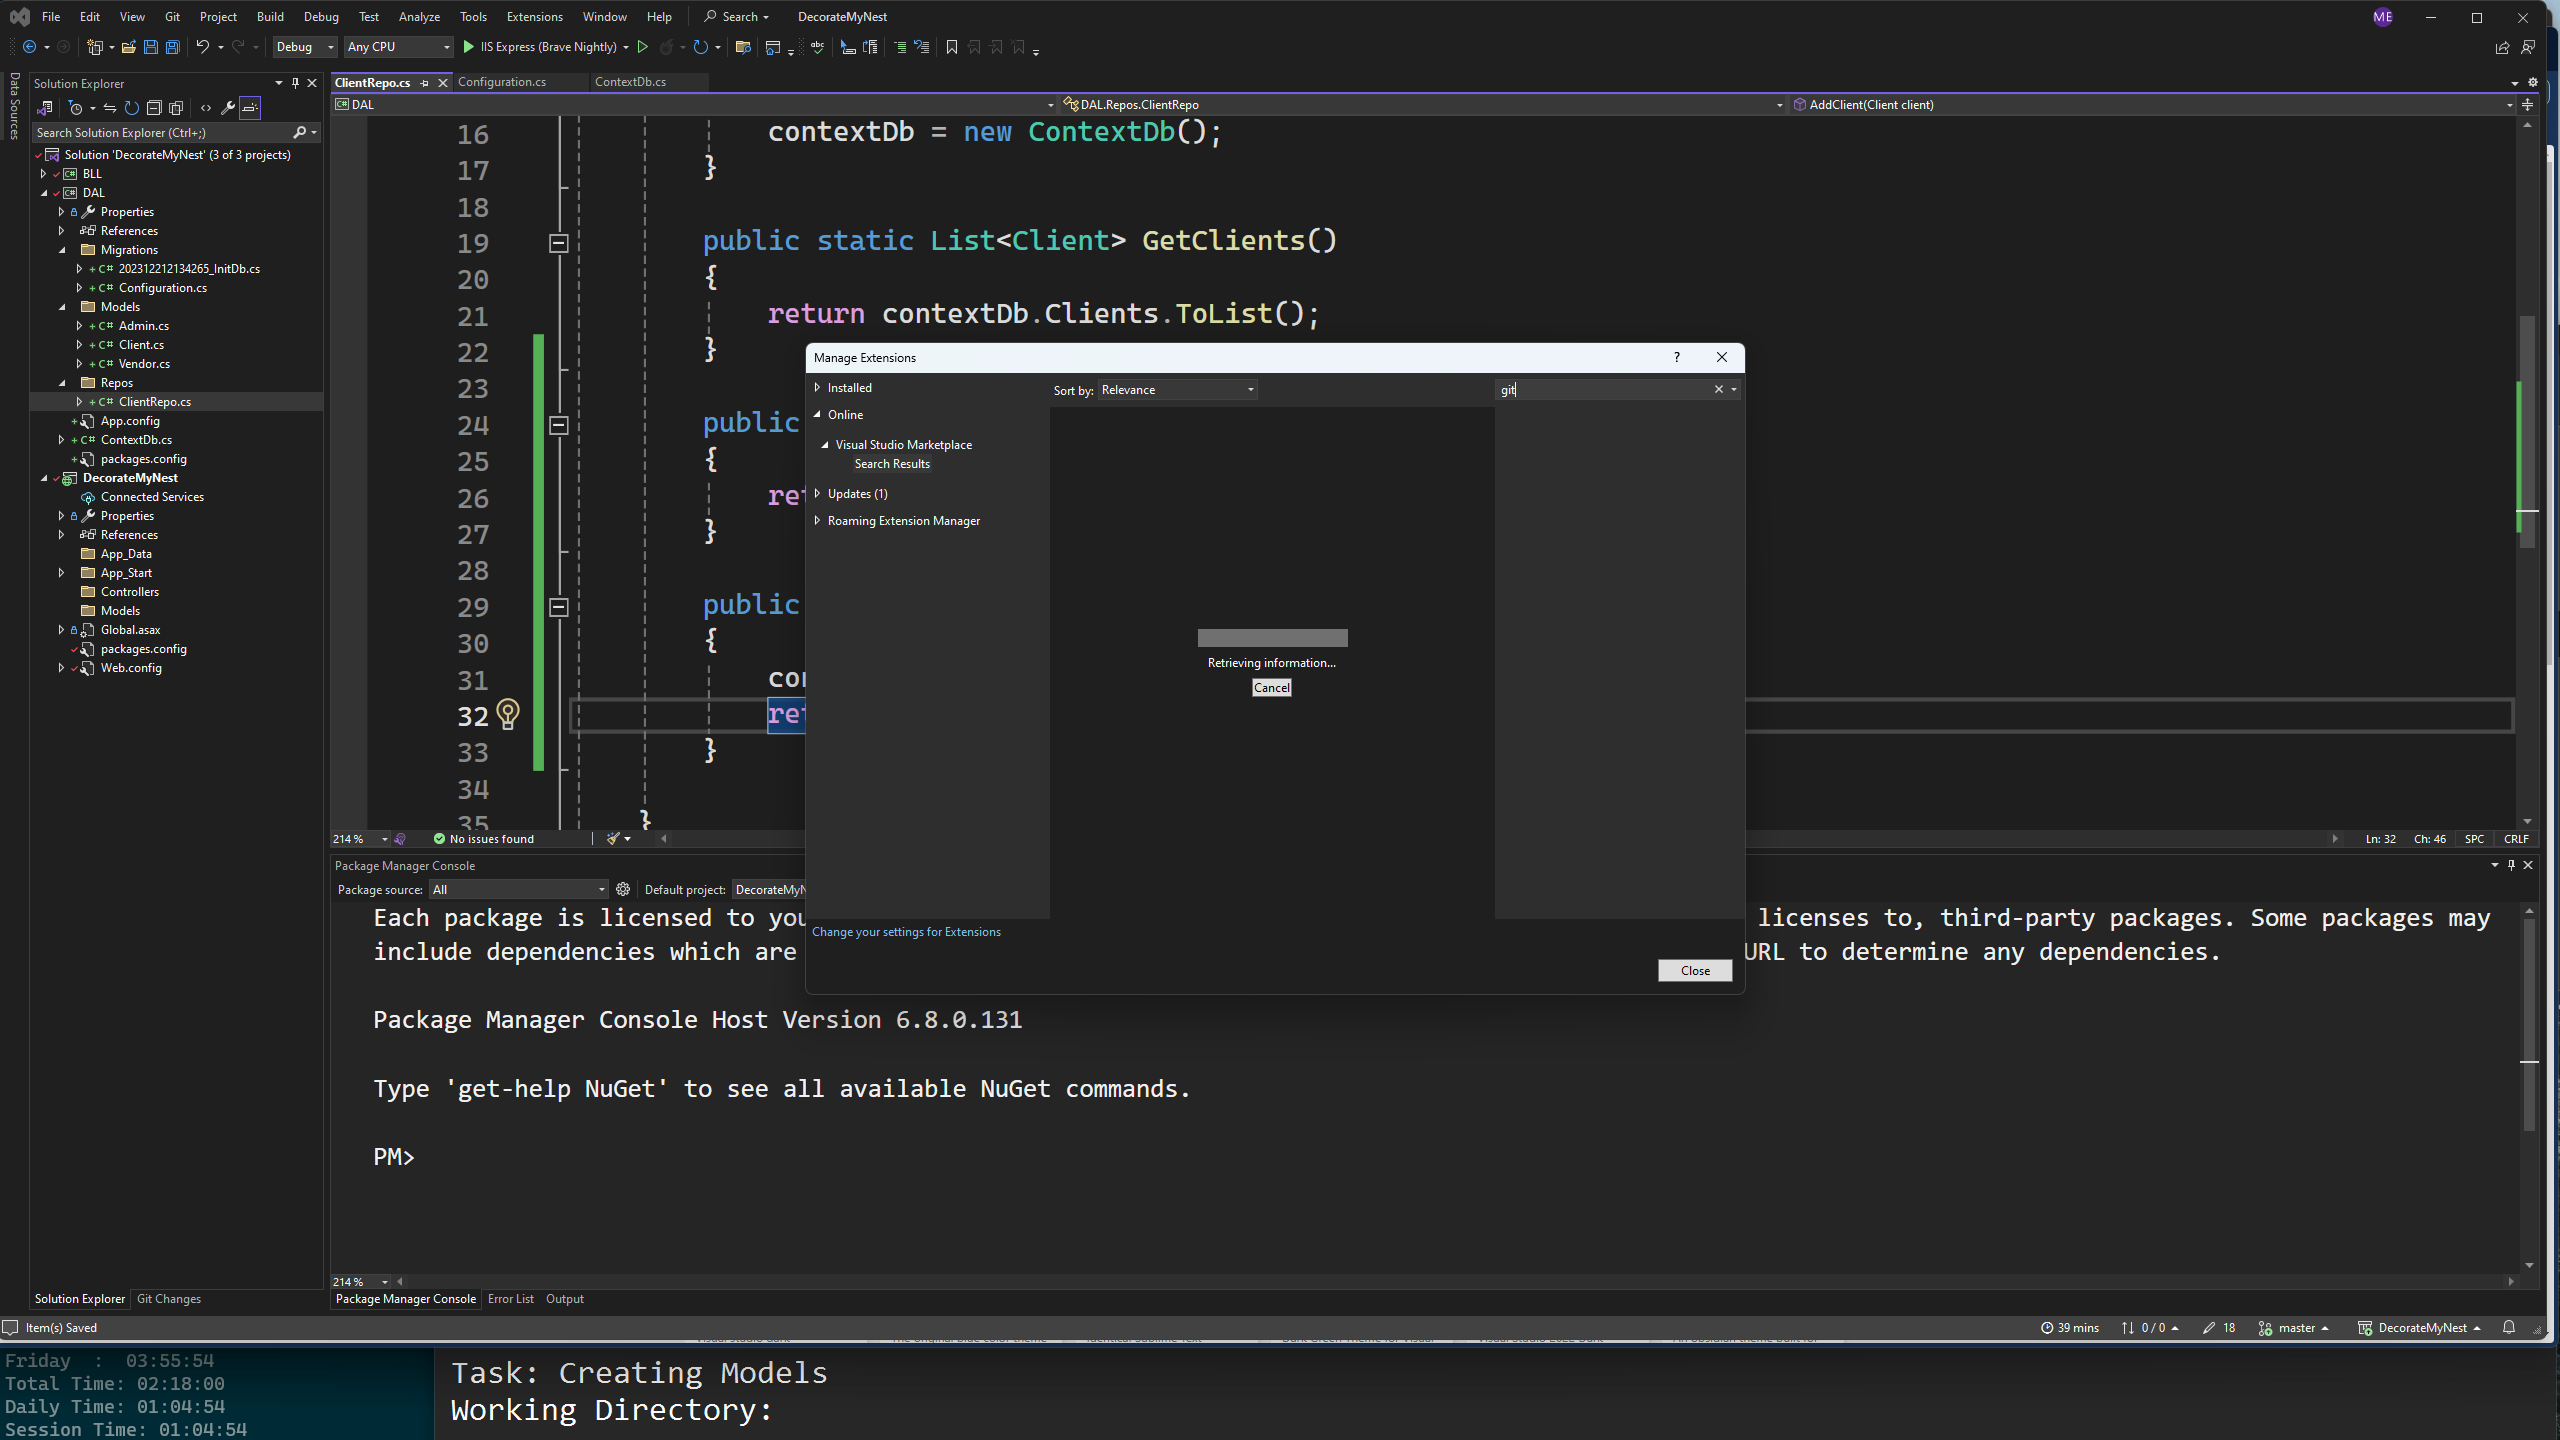 File Edit View Git Project Build Debug Test Analyze Tools Extensions Window Help Search DecorateMyNest ME
Debug Any CPU IIS Express (Brave Nightly)
Data Sources
Solution Explorer
Search Solution Explorer (Ctrl+;)
Solution 'DecorateMyNest' (3 of 3 projects)
BLL
DAL
Properties
References
Migrations
202312212134265_InitDb.cs
Configuration.cs
Models
Admin.cs
Client.cs
Vendor.cs
Repos
ClientRepo.cs
App.config
ContextDb.cs
packages.config
DecorateMyNest
Connected Services
Properties
References
App_Data
App_Start
Controllers
Models
Global.asax
packages.config
Web.config
Solution Explorer Git Changes
ClientRepo.cs Configuration.cs ContextDb.cs
DAL DAL.Repos.ClientRepo AddClient(Client client)
16 contextDb = new ContextDb();
17 }
18
19 public static List<Client> GetClients()
20 {
21 return contextDb.Clients.ToList();
22 }
23
24 public
25 {
26 ret
27 }
28
29 public
30 {
31 con
32 ret
33 }
34
35 }
214 % No issues found Ln: 32 Ch: 46 SPC CRLF
Manage Extensions ?
Installed
Online
Visual Studio Marketplace
Search Results
Updates (1)
Roaming Extension Manager
Sort by: Relevance
git
Retrieving information...
Cancel
Change your settings for Extensions
Close
Package Manager Console
Package source: All Default project: DecorateMyN
Each package is licensed to you licenses to, third-party packages. Some packages may
include dependencies which are URL to determine any dependencies.
Package Manager Console Host Version 6.8.0.131
Type 'get-help NuGet' to see all available NuGet commands.
PM>
214 %
Package Manager Console Error List Output
Item(s) Saved 39 mins 0 / 0 18 master DecorateMyNest
Friday : 03:55:54
Total Time: 02:18:00
Daily Time: 01:04:54
Session Time: 01:04:54
Task: Creating Models
Working Directory: